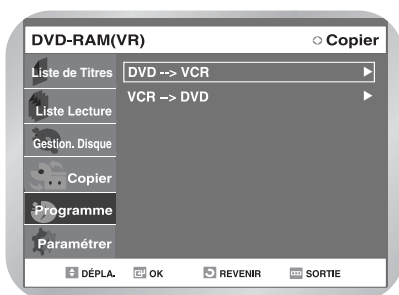 DVD-RAM(VR) Copier
Liste de Titres
DVD --> VCR
Liste Lecture
VCR –> DVD
Gestion. Disque
Copier
Programme
Paramétrer
DÉPLA. OK REVENIR SORTIE